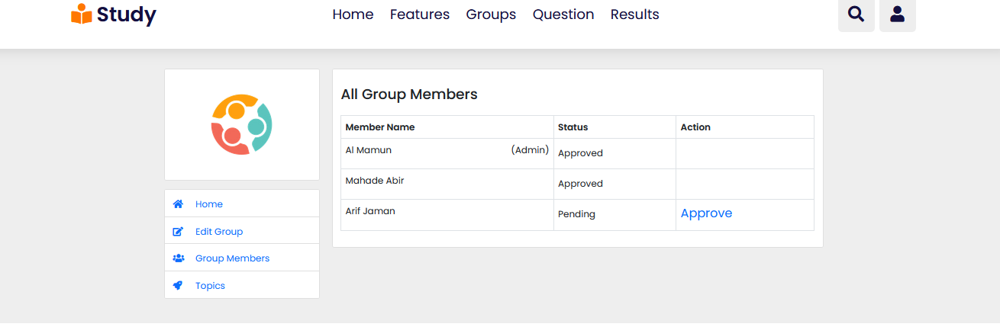 Study Home Features Groups Question Results
All Group Members
Member Name Status Action
Al Mamun (Admin) Approved
Mahade Abir Approved
Arif Jaman Pending Approve
Home
Edit Group
Group Members
Topics